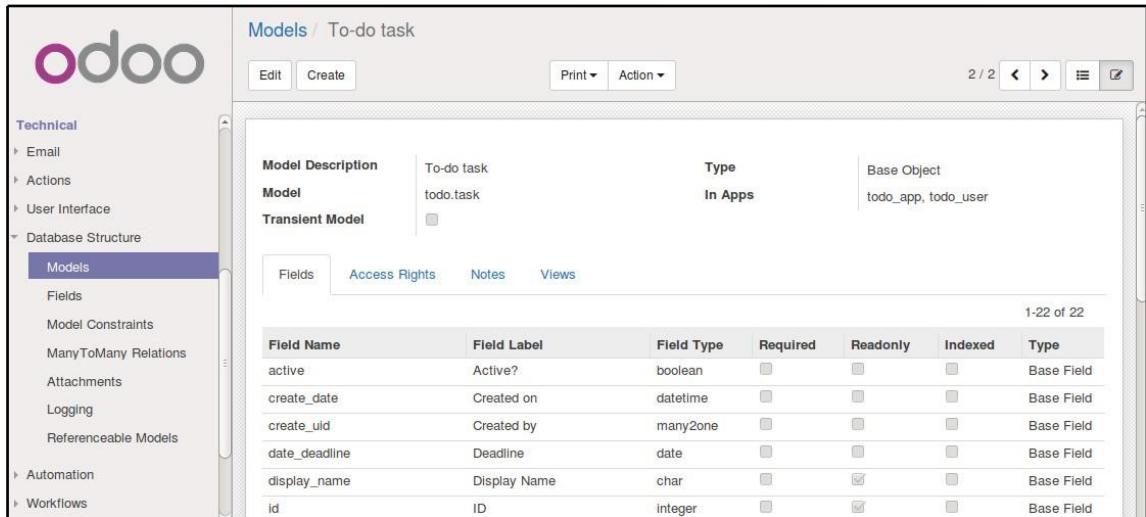 odoo
Models / To-do task
Edit Create Print Action 2 / 2
Technical
Email
Actions
User Interface
Database Structure
Models
Fields
Model Constraints
ManyToMany Relations
Attachments
Logging
Referenceable Models
Automation
Workflows
Model Description To-do task Type Base Object
Model todo.task In Apps todo_app, todo_user
Transient Model
Fields Access Rights Notes Views
1-22 of 22
Field Name Field Label Field Type Required Readonly Indexed Type
active Active? boolean Base Field
create_date Created on datetime Base Field
create_uid Created by many2one Base Field
date_deadline Deadline date Base Field
display_name Display Name char Base Field
id ID integer Base Field